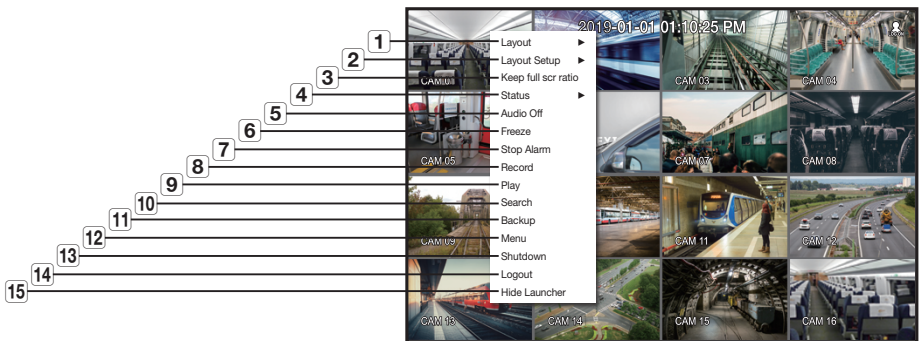 2019-01-01 01:10:25 PM
LOGON
1 Layout ▶
2 Layout Setup ▶
3 Keep full scr ratio
4 Status ▶
5 Audio Off
6 Freeze
7 Stop Alarm
8 Record
9 Play
10 Search
11 Backup
12 Menu
13 Shutdown
14 Logout
15 Hide Launcher
CAM 01
CAM 03
CAM 04
CAM 05
CAM 07
CAM 08
CAM 09
CAM 11
CAM 12
CAM 13
CAM 14
CAM 15
CAM 16